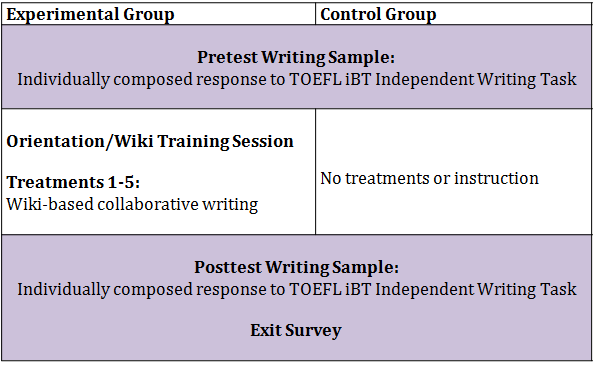 Experimental Group
Control Group
Pretest Writing Sample:
Individually composed response to TOEFL iBT Independent Writing Task
Orientation/Wiki Training Session
Treatments 1-5:
Wiki-based collaborative writing
No treatments or instruction
Posttest Writing Sample:
Individually composed response to TOEFL iBT Independent Writing Task
Exit Survey